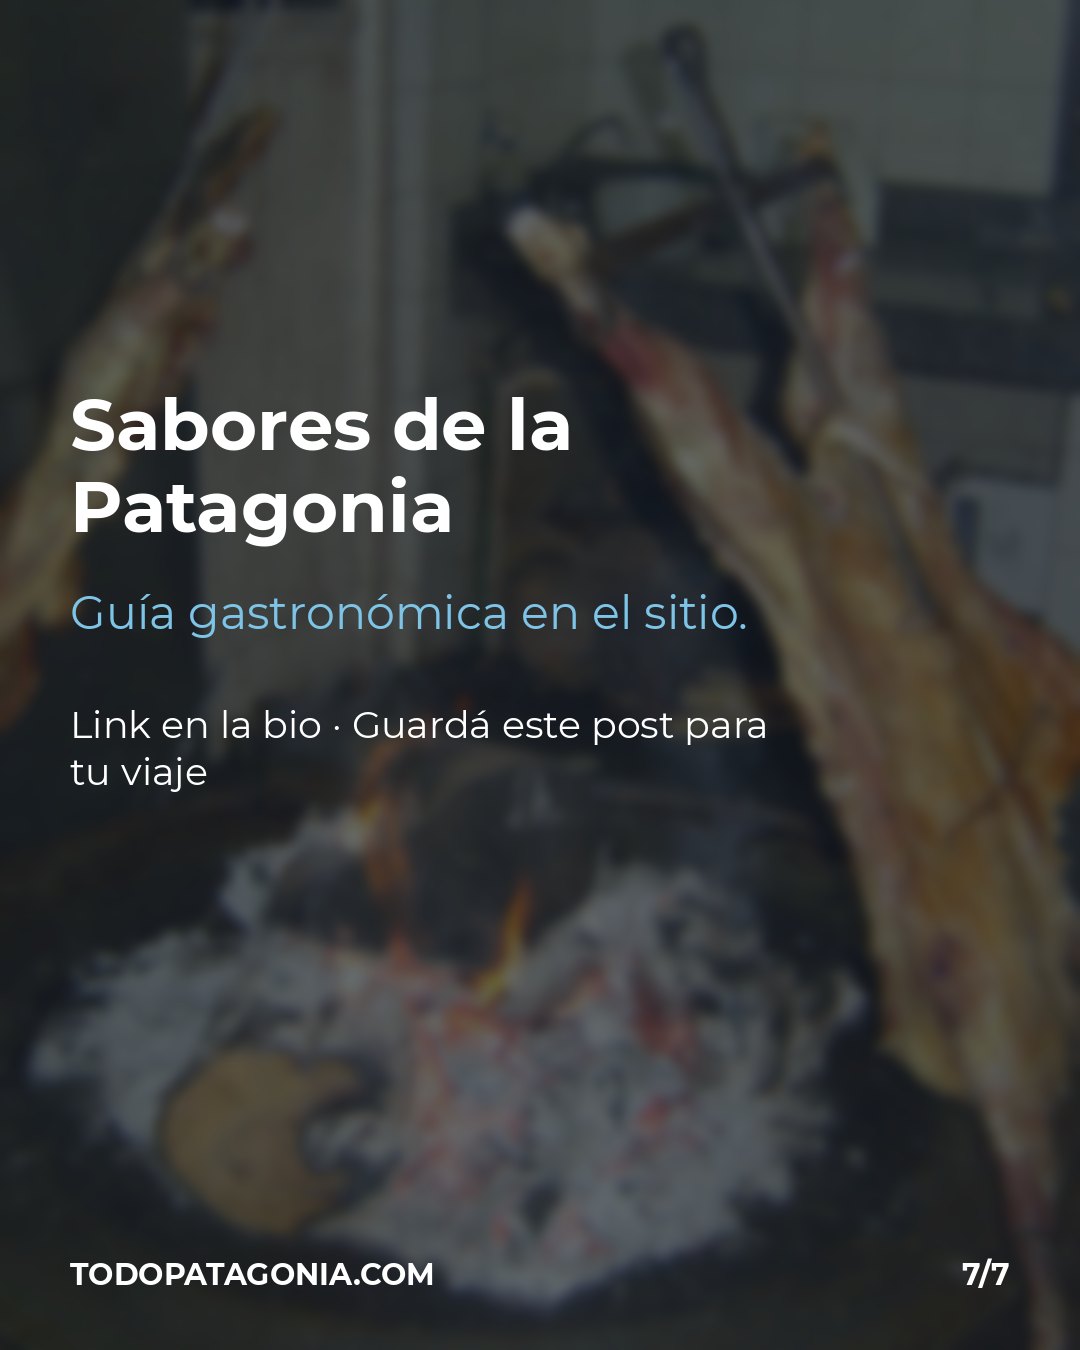 Sabores de la
Patagonia
Guía gastronómica en el sitio.
Link en la bio · Guardá este post para
tu viaje
TODOPATAGONIA.COM
7/7